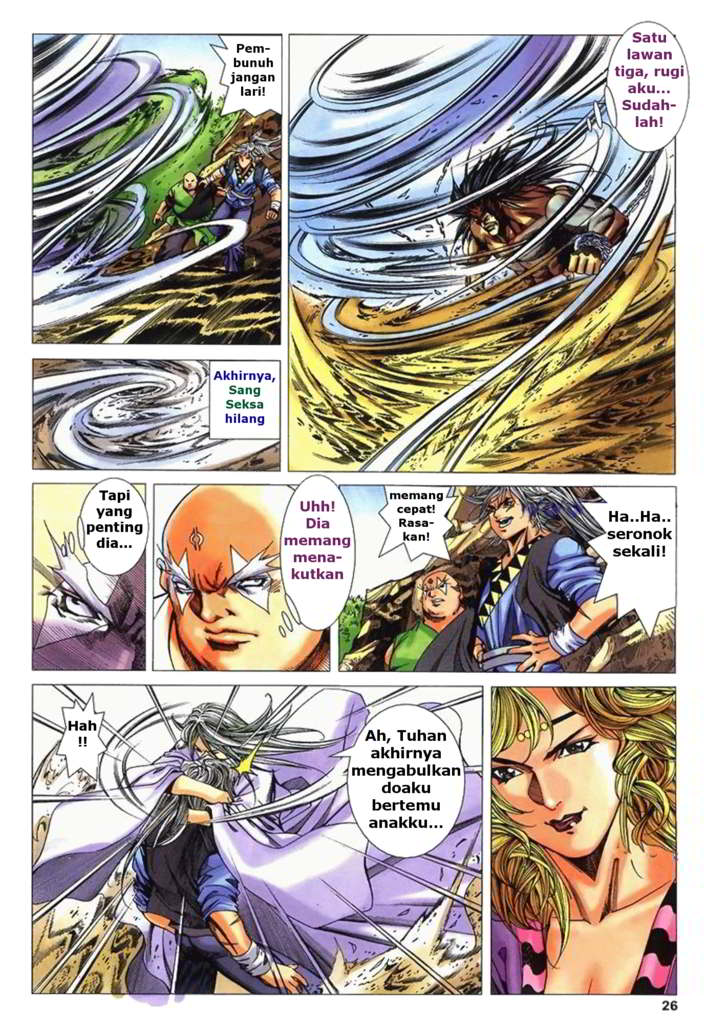 Pem-
bunuh
jangan
lari!
Satu
lawan
tiga, rugi
aku...
Sudah-
lah!
Akhirnya,
Sang
Seksa
hilang
Tapi
yang
penting
dia...
Uhh!
Dia
memang
mena-
kutkan
memang
cepat!
Rasa-
kan!
Ha..Ha..
seronok
sekali!
Hah
!!
Ah, Tuhan
akhirnya
mengabulkan
doaku
bertemu
anakku...
26